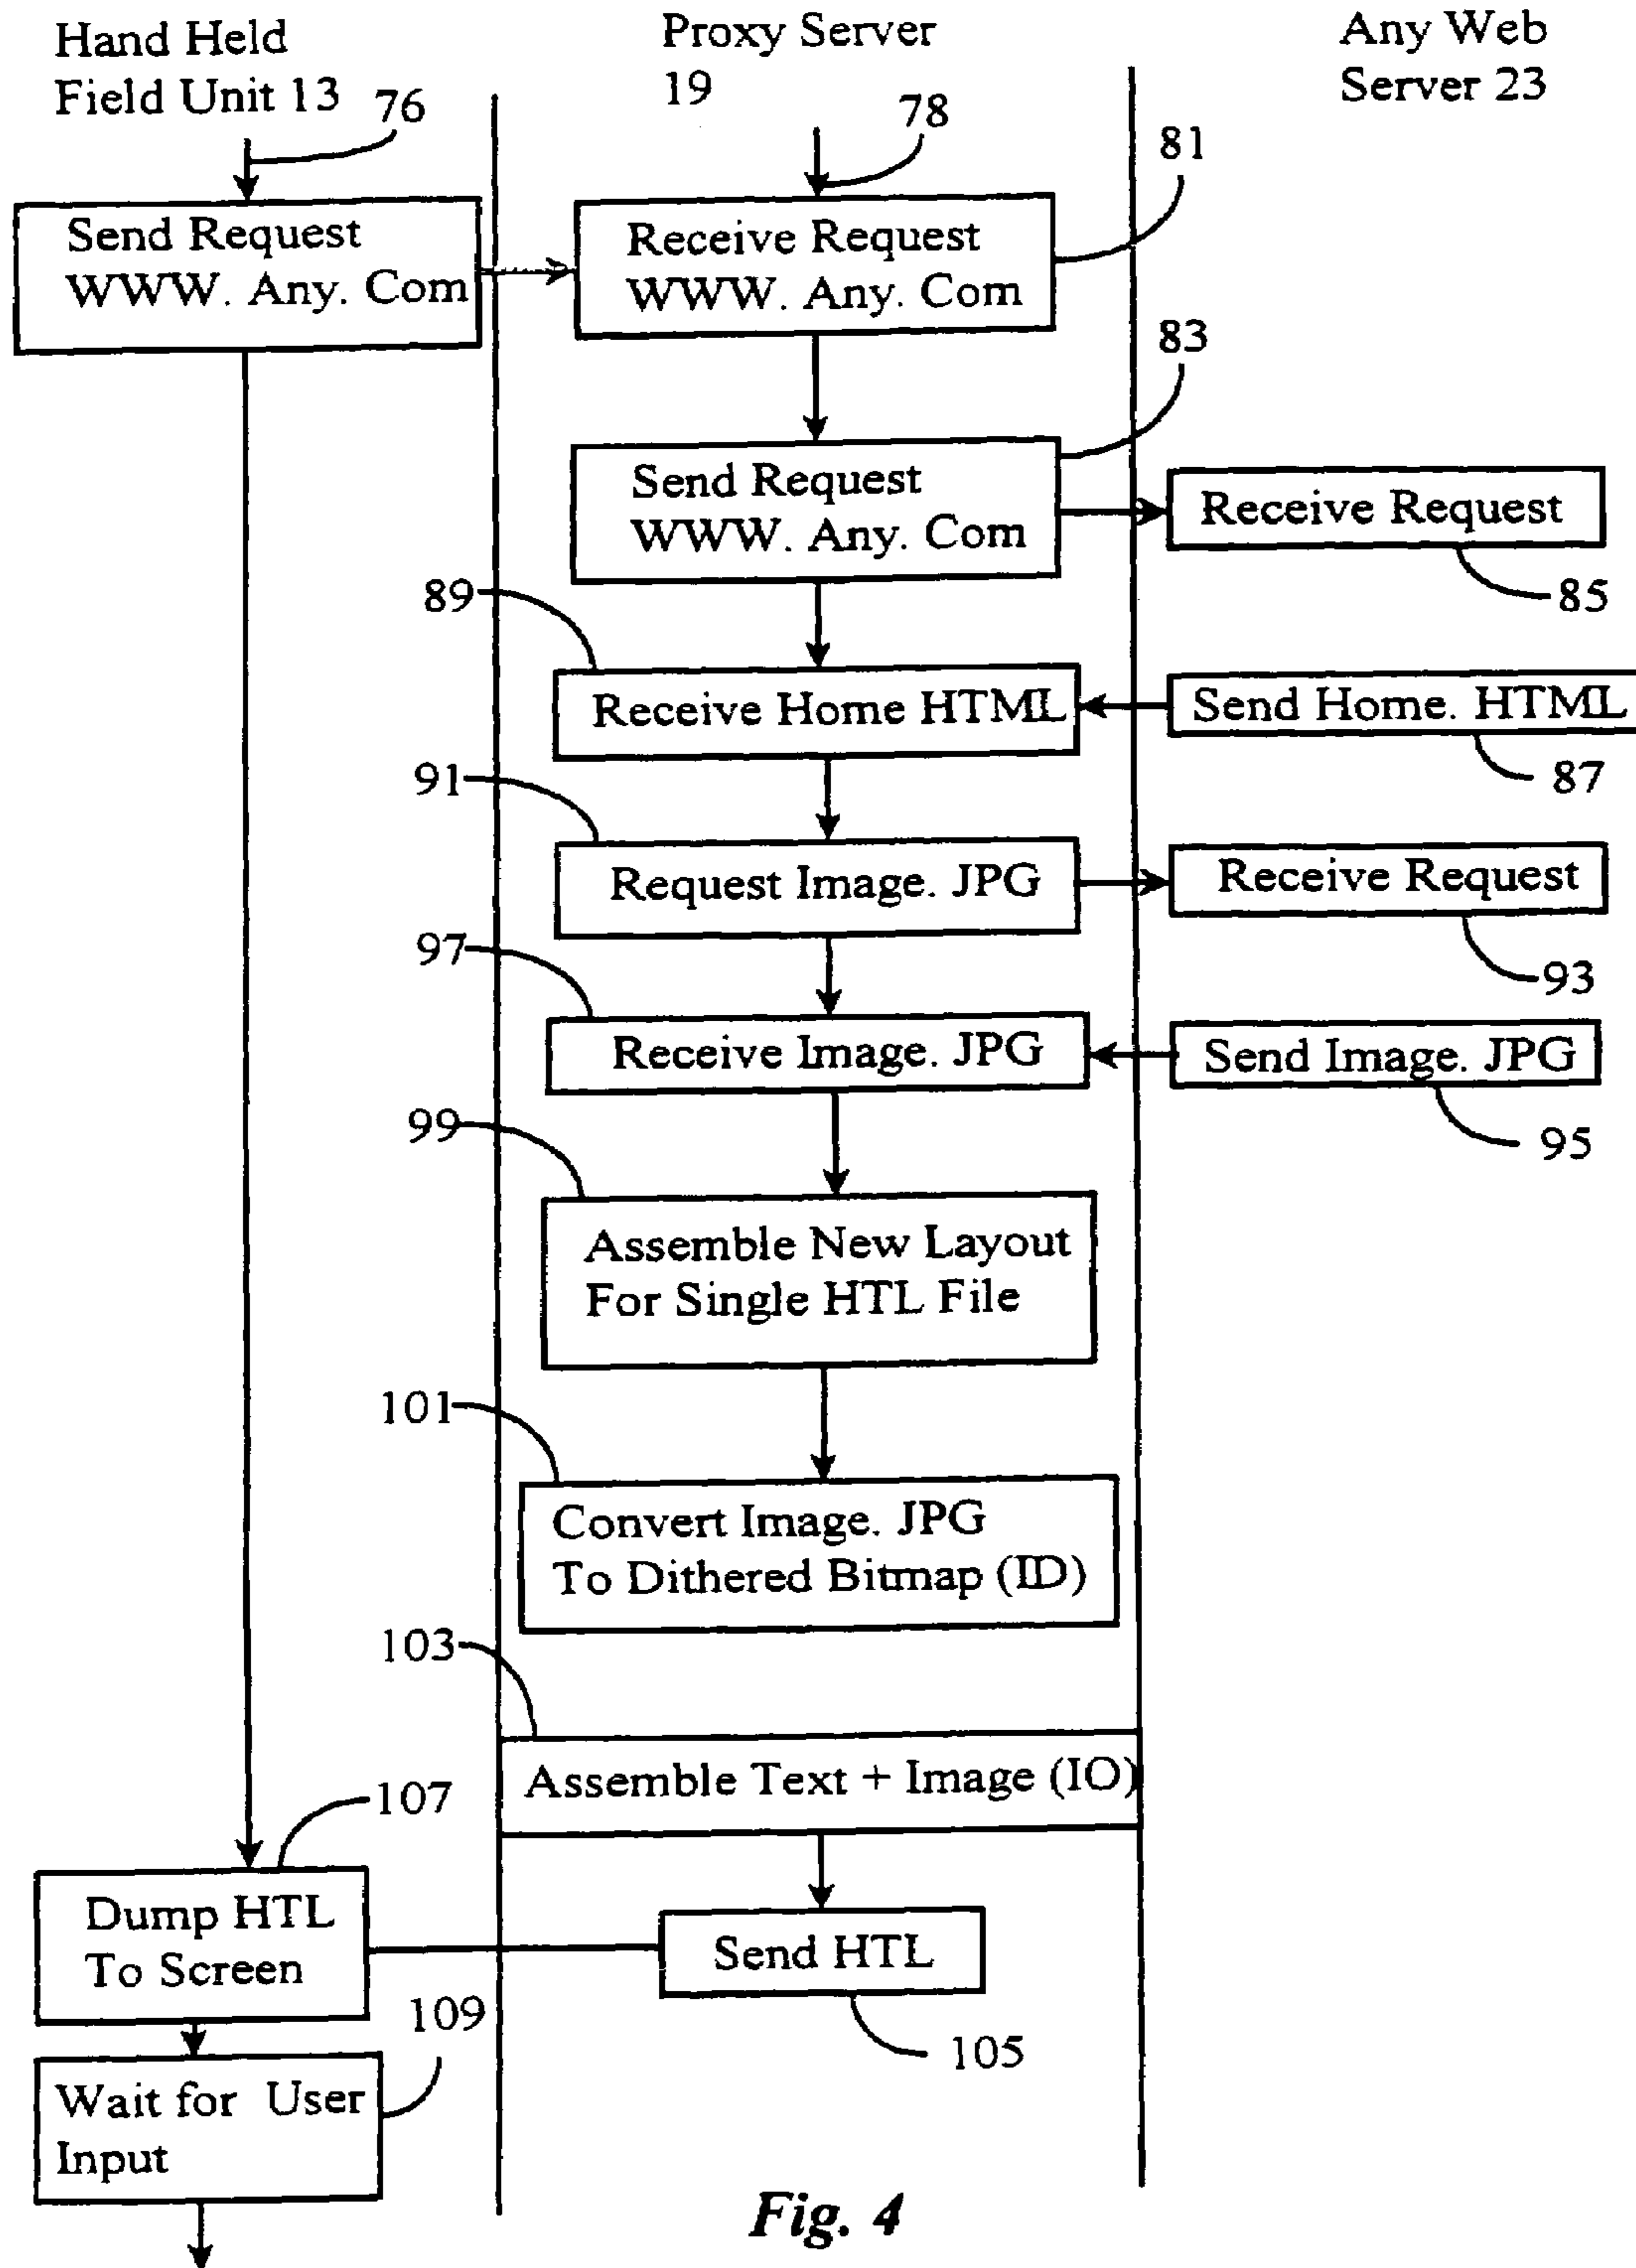 Hand Held
Field Unit 13
Proxy Server
19
Any Web
Server 23
76
78
81
Send Request
WWW. Any. Com
Receive Request
WWW. Any. Com
83
Send Request
WWW. Any. Com
Receive Request
85
89
Receive Home HTML
Send Home. HTML
87
91
Request Image. JPG
Receive Request
93
97
Receive Image. JPG
Send Image. JPG
95
99
Assemble New Layout
For Single HTL File
101
Convert Image. JPG
To Dithered Bitmap (ID)
103
Assemble Text + Image (IO)
107
Dump HTL
To Screen
Send HTL
105
109
Wait for User
Input
Fig. 4